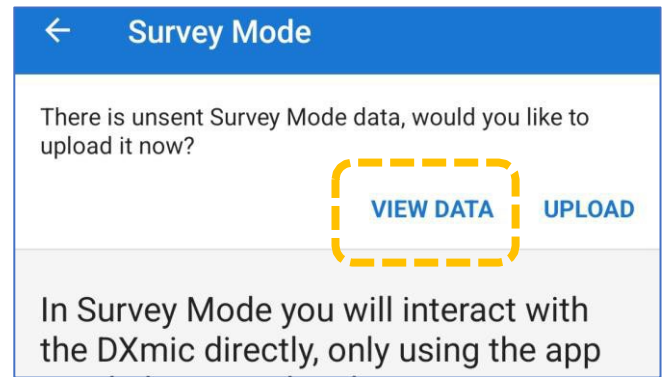 Survey Mode
There is unsent Survey Mode data, would you like to
upload it now?
VIEW DATA UPLOAD
In Survey Mode you will interact with
the DXmic directly, only using the app